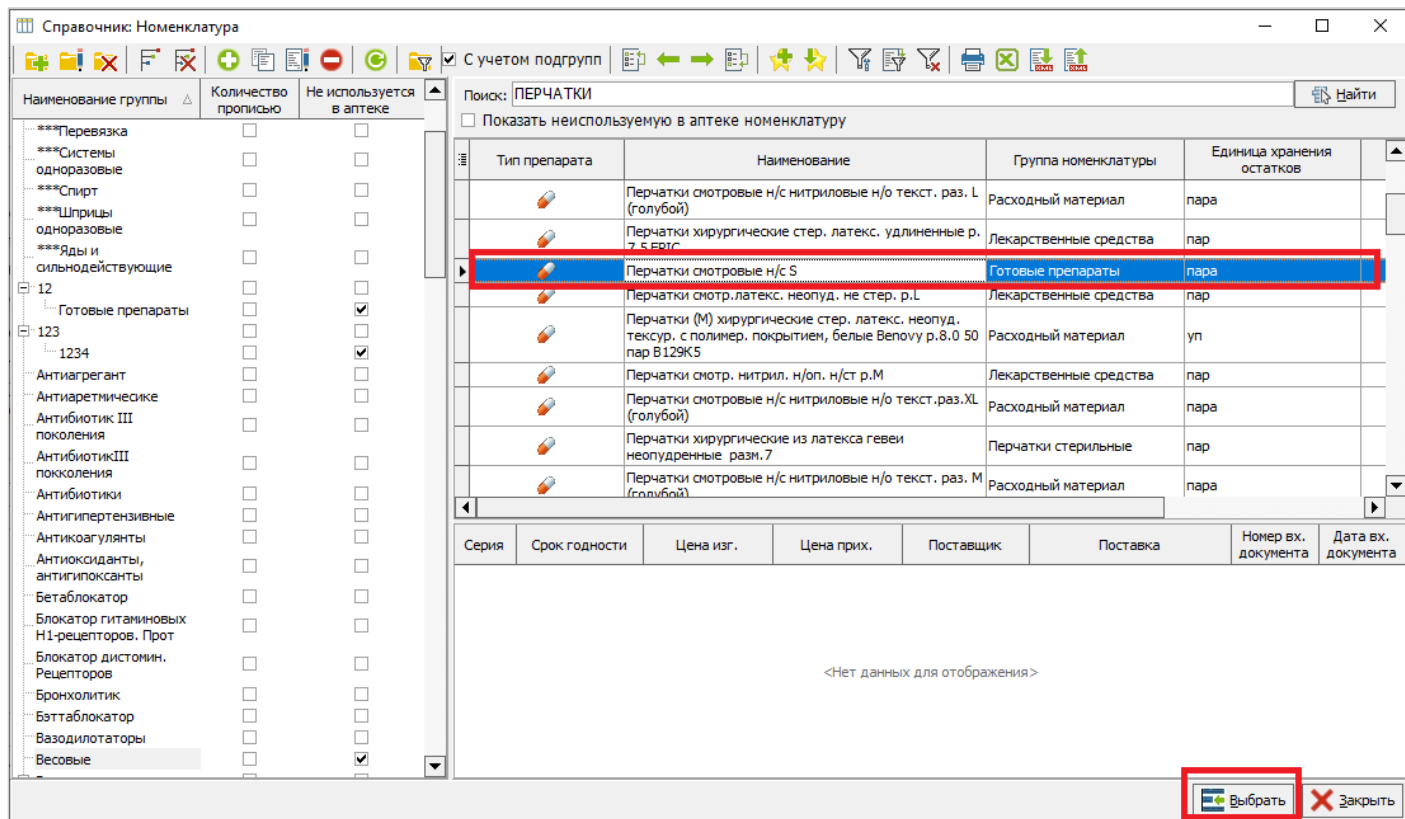 Справочник: Номенклатура
С учетом подгрупп
Наименование группы
Количество прописью
Не используется в аптеке
***Перевязка
***Системы
одноразовые
***Спирт
***Шприцы
одноразовые
***Яды и
сильнодействующие
12
Готовые препараты
123
1234
Антиагрегант
Антиаретмичесике
Антибиотик III
поколения
АнтибиотикIII
покколения
Антибиотики
Антигипертензивные
Антикоагулянты
Антиоксиданты,
антигипоксанты
Бетаблокатор
Блокатор гитаминовых
H1-рецепторов. Прот
Блокатор дистомин.
Рецепторов
Бронхолитик
Бэттаблокатор
Вазодилотаторы
Весовые
Поиск: ПЕРЧАТКИ
Найти
Показать неиспользуемую в аптеке номенклатуру
Тип препарата Наименование Группа номенклатуры Единица хранения
остатков
Перчатки смотровые н/с нитриловые н/о текст. раз. L
(голубой) Расходный материал пара
Перчатки хирургические стер. латекс. удлиненные р.
7,5 EPIC Лекарственные средства пар
Перчатки смотровые н/с S Готовые препараты пара
Перчатки смотр.латекс. неопуд. не стер. р.L Лекарственные средства пар
Перчатки (М) хирургические стер. латекс. неопуд.
тексур. с полимер. покрытием, белые Benovy р.8.0 50 Расходный материал уп
пар B129K5
Перчатки смотр. нитрил. н/оп. н/ст р.М Лекарственные средства пар
Перчатки смотровые н/с нитриловые н/о текст.раз.XL
(голубой) Расходный материал пара
Перчатки хирургические из латекса гевеи
неопудренные разм.7 Перчатки стерильные пар
Перчатки смотровые н/с нитриловые н/о текст. раз. М
(голубой) Расходный материал пара
Серия Срок годности Цена изг. Цена прих. Поставщик Поставка Номер вх. Дата вх.
документа документа
<Нет данных для отображения>
Выбрать Закрыть